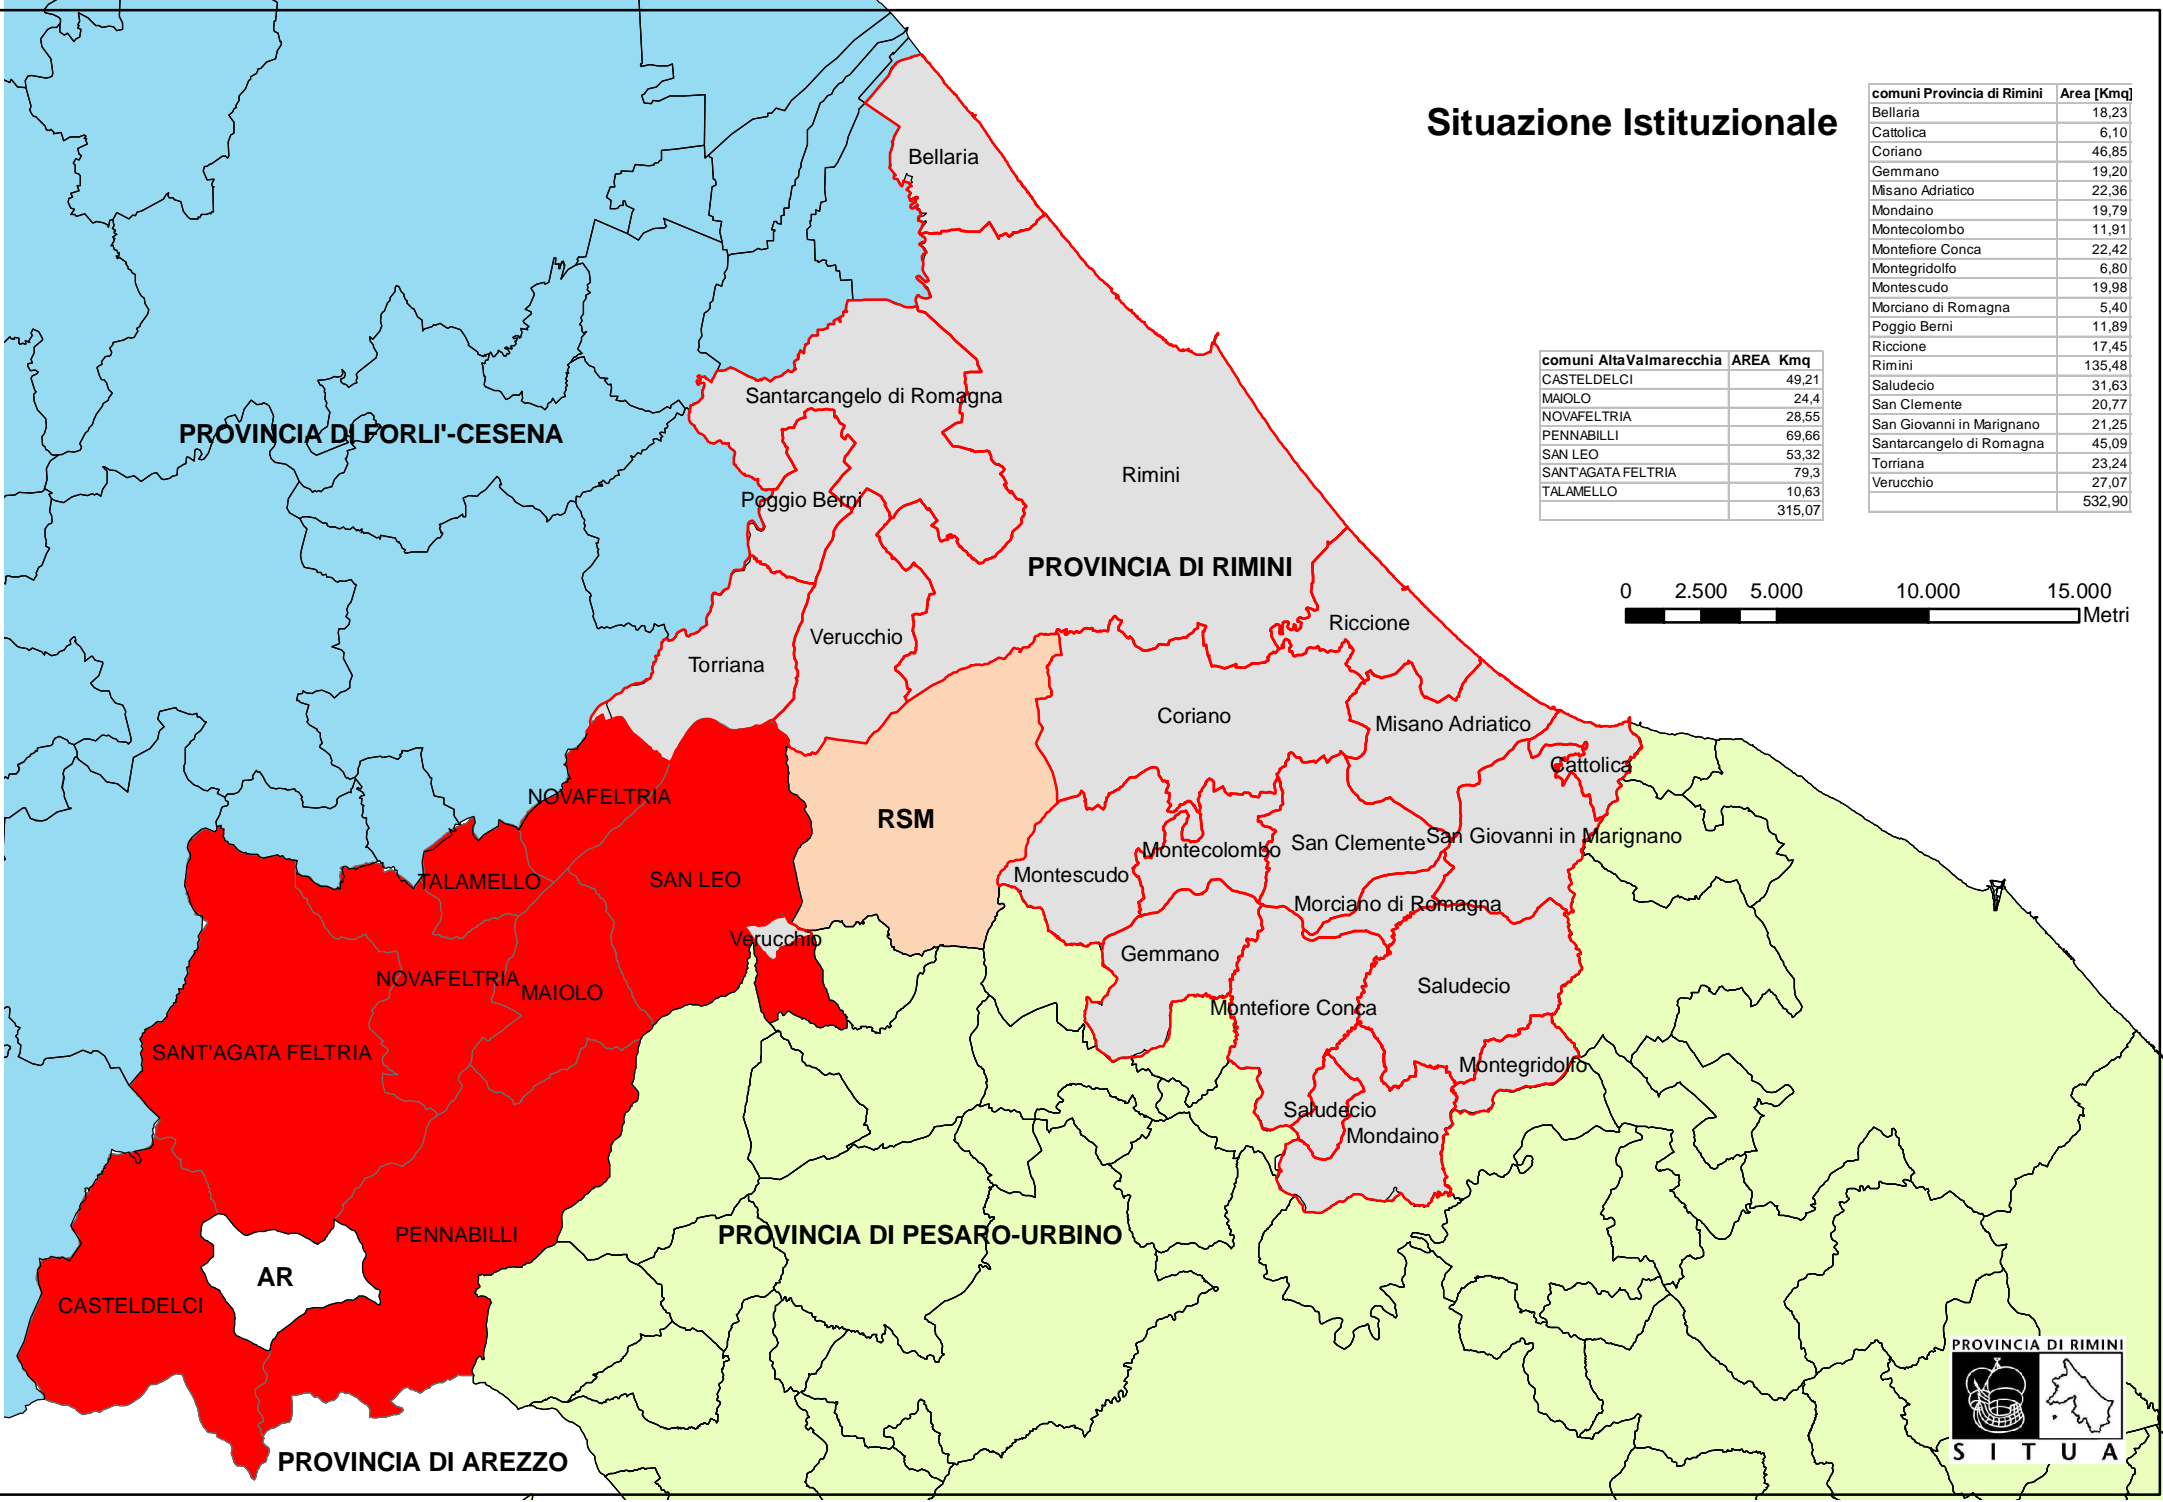 Situazione Istituzionale
comuni Provincia di Rimini Area [Kmq]
Bellaria 18,23
Cattolica 6,10
Coriano 46,85
Gemmano 19,20
Misano Adriatico 22,36
Mondaino 19,79
Montecolombo 11,91
Montefiore Conca 22,42
Montegridolfo 6,80
Montescudo 19,98
Morciano di Romagna 5,40
Poggio Berni 11,89
Riccione 17,45
Rimini 135,48
Saludecio 31,63
San Clemente 20,77
San Giovanni in Marignano 21,25
Santarcangelo di Romagna 45,09
Torriana 23,24
Verucchio 27,07
532,90
comuni AltaValmarecchia AREA Kmq
CASTELDELCI 49,21
MAIOLO 24,4
NOVAFELTRIA 28,55
PENNABILLI 69,66
SAN LEO 53,32
SANT'AGATA FELTRIA 79,3
TALAMELLO 10,63
315,07
0 2.500 5.000 10.000 15.000
Metri
Bellaria
Santarcangelo di Romagna
PROVINCIA DI FORLI'-CESENA
Rimini
Poggio Berni
PROVINCIA DI RIMINI
Riccione
Verucchio
Torriana
Coriano
Misano Adriatico
Cattolica
NOVAFELTRIA
RSM
San Giovanni in Marignano
San Clemente
Montecolombo
Montescudo
SAN LEO
TALAMELLO
Morciano di Romagna
Verucchio
Gemmano
NOVAFELTRIA
MAIOLO
Saludecio
Montefiore Conca
SANT'AGATA FELTRIA
Montegridolfo
Saludecio
Mondaino
PENNABILLI
PROVINCIA DI PESARO-URBINO
AR
CASTELDELCI
PROVINCIA DI AREZZO
PROVINCIA DI RIMINI
S I T U A